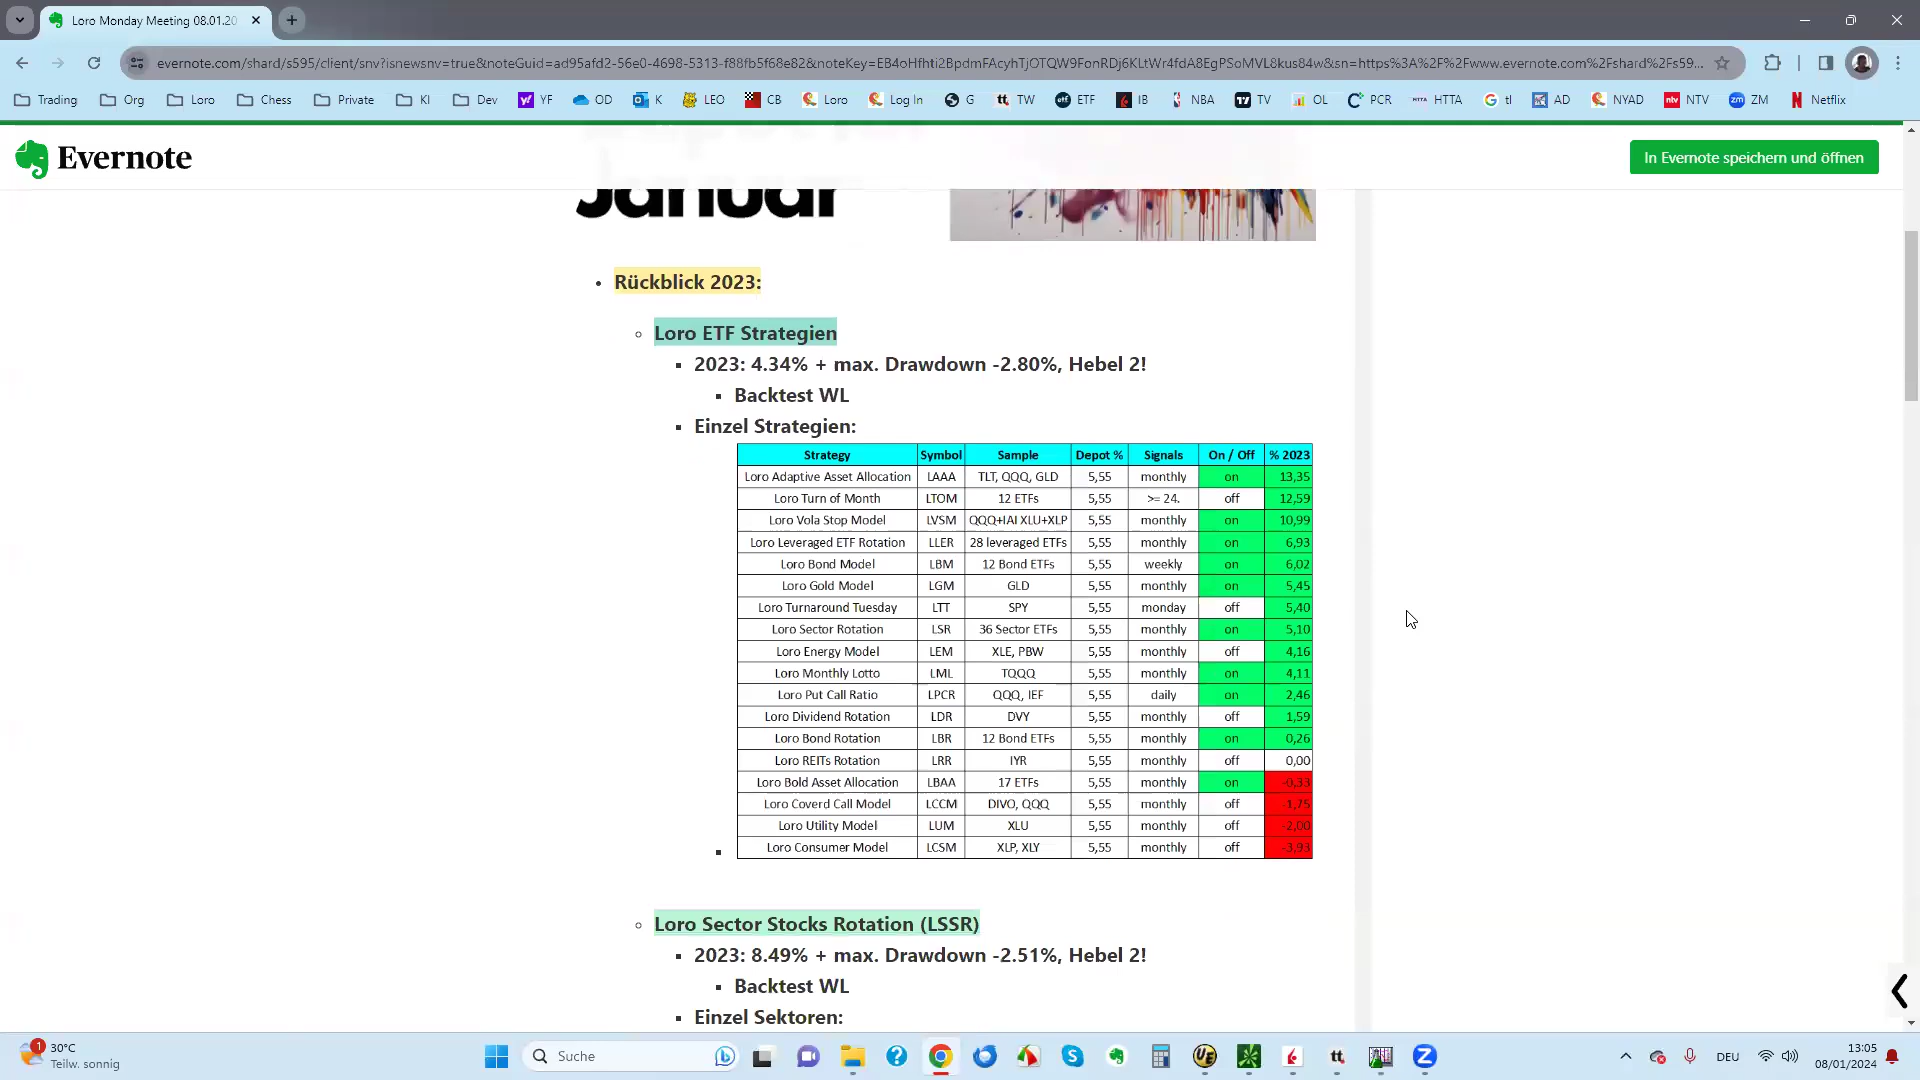 Loro Monday Meeting 08.01.20
evernote.com/shard/s595/client/snv?isnewsnv=true&noteGuid=ad95afd2-56e0-4698-5313-f88fb5f68e82&noteKey=EB4oHfhti2BpdmFAcyhTjOTQW9FonRDj6KLtWr4fdA8EgPSoMVL8kus84w&sn=https%3A%2F%2Fwww.evernote.com%2Fshard%2Fs59...
Trading Org Loro Chess Private KI Dev YF OD K LEO CB Loro Log In G TW ETF IB NBA TV OL PCR HTTA tl AD NYAD NTV ZM Netflix
Evernote
In Evernote speichern und öffnen
Januar
Rückblick 2023:
Loro ETF Strategien
2023: 4.34% + max. Drawdown -2.80%, Hebel 2!
Backtest WL
Einzel Strategien:
Strategy Symbol Sample Depot % Signals On / Off % 2023
Loro Adaptive Asset Allocation LAAA TLT, QQQ, GLD 5,55 monthly on 13,35
Loro Turn of Month LTOM 12 ETFs 5,55 >= 24. off 12,59
Loro Vola Stop Model LVSM QQQ+IAI XLU+XLP 5,55 monthly on 10,99
Loro Leveraged ETF Rotation LLER 28 leveraged ETFs 5,55 monthly on 6,93
Loro Bond Model LBM 12 Bond ETFs 5,55 weekly on 6,02
Loro Gold Model LGM GLD 5,55 monthly on 5,45
Loro Turnaround Tuesday LTT SPY 5,55 monday off 5,40
Loro Sector Rotation LSR 36 Sector ETFs 5,55 monthly on 5,10
Loro Energy Model LEM XLE, PBW 5,55 monthly off 4,16
Loro Monthly Lotto LML TQQQ 5,55 monthly on 4,11
Loro Put Call Ratio LPCR QQQ, IEF 5,55 daily on 2,46
Loro Dividend Rotation LDR DVY 5,55 monthly off 1,59
Loro Bond Rotation LBR 12 Bond ETFs 5,55 monthly on 0,26
Loro REITs Rotation LRR IYR 5,55 monthly off 0,00
Loro Bold Asset Allocation LBAA 17 ETFs 5,55 monthly on -0,33
Loro Coverd Call Model LCCM DIVO, QQQ 5,55 monthly off -1,75
Loro Utility Model LUM XLU 5,55 monthly off -2,00
Loro Consumer Model LCSM XLP, XLY 5,55 monthly off -3,93
Loro Sector Stocks Rotation (LSSR)
2023: 8.49% + max. Drawdown -2.51%, Hebel 2!
Backtest WL
Einzel Sektoren:
1 30°C
Teilw. sonnig
Suche
DEU
13:05
08/01/2024